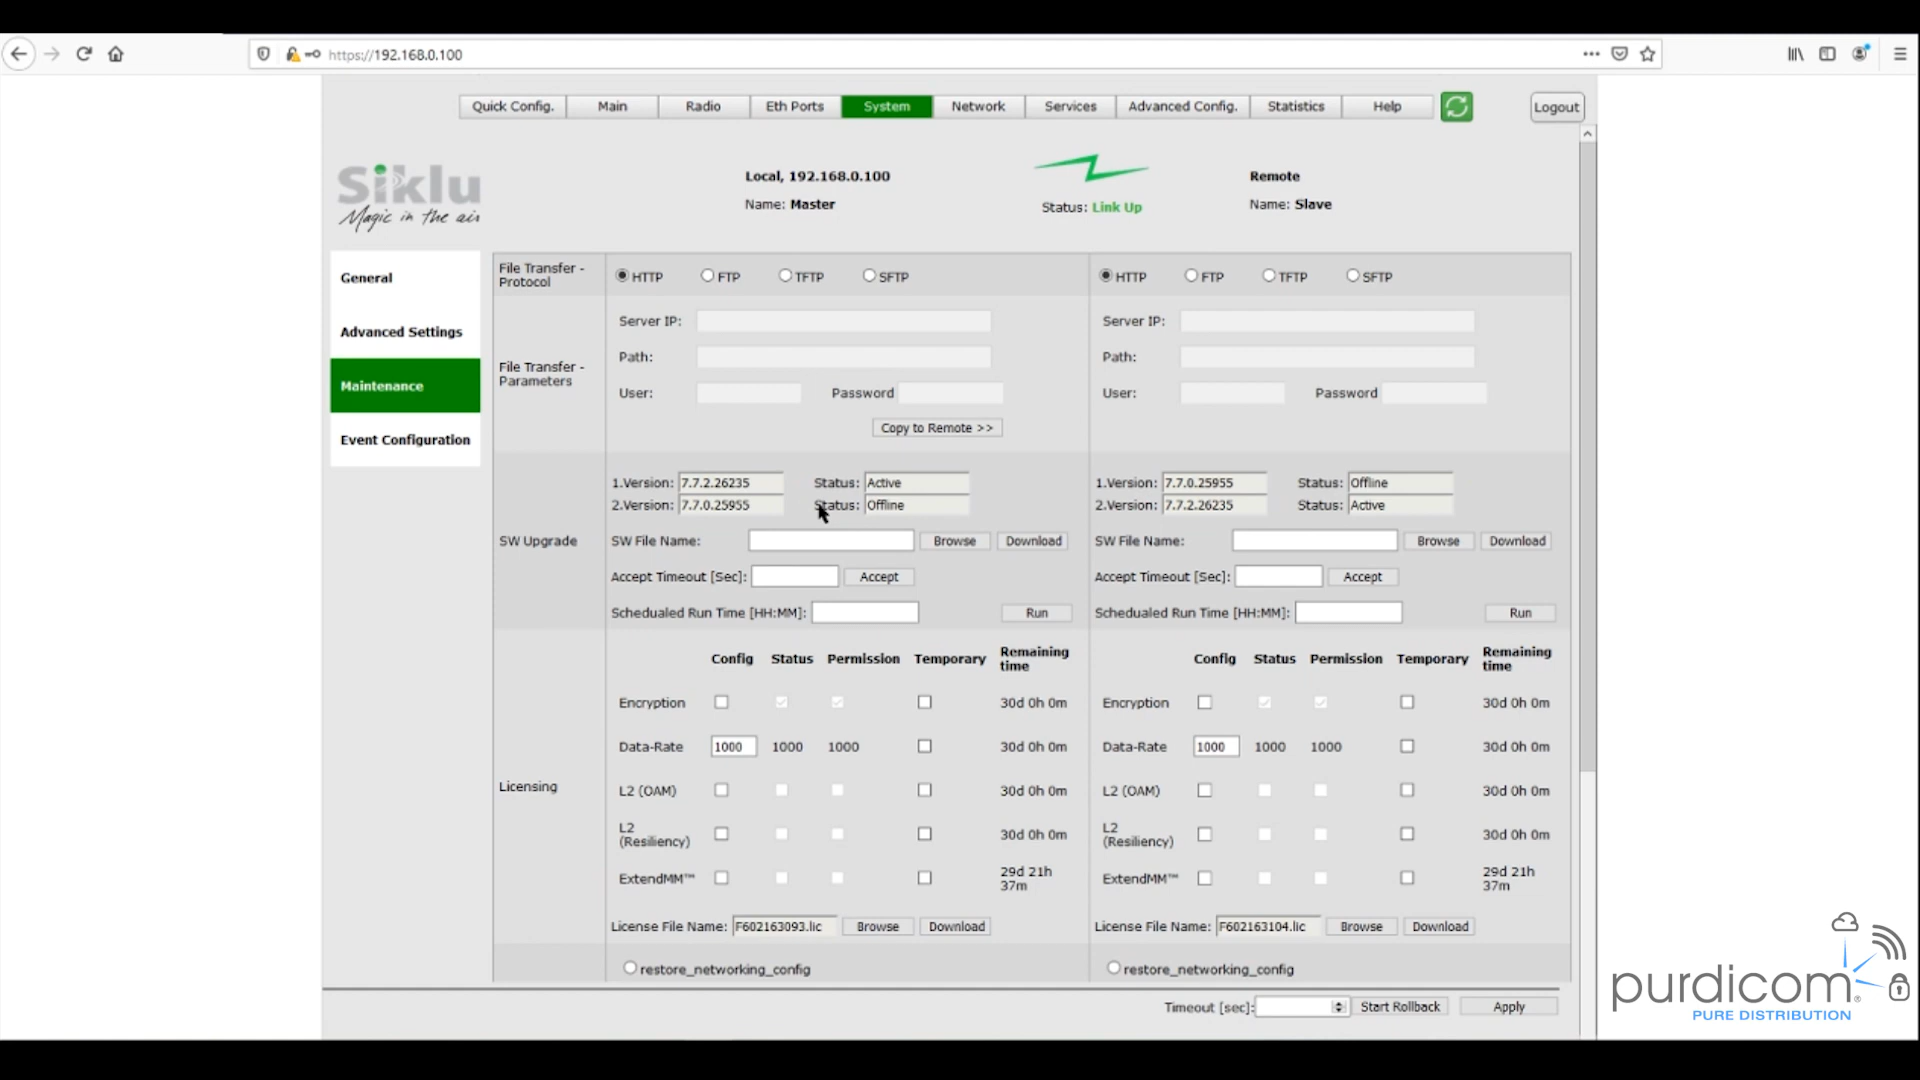 https://192.168.0.100
Quick Config. Main Radio Eth Ports System Network Services Advanced Config. Statistics Help Logout
Siklu
Magic in the air
Local, 192.168.0.100
Name: Master
Status: Link Up
Remote
Name: Slave
General
Advanced Settings
Maintenance
Event Configuration
File Transfer -
Protocol
HTTP FTP TFTP SFTP HTTP FTP TFTP SFTP
File Transfer -
Parameters
Server IP: Server IP:
Path: Path:
User: Password User: Password
Copy to Remote >>
SW Upgrade
1.Version: 7.7.2.26235 Status: Active 1.Version: 7.7.0.25955 Status: Offline
2.Version: 7.7.0.25955 Status: Offline 2.Version: 7.7.2.26235 Status: Active
SW File Name: Browse Download SW File Name: Browse Download
Accept Timeout [Sec]: Accept Accept Timeout [Sec]: Accept
Schedualed Run Time [HH:MM]: Run Schedualed Run Time [HH:MM]: Run
Licensing
Config Status Permission Temporary Remaining time Config Status Permission Temporary Remaining time
Encryption 30d 0h 0m Encryption 30d 0h 0m
Data-Rate 1000 1000 1000 30d 0h 0m Data-Rate 1000 1000 1000 30d 0h 0m
L2 (OAM) 30d 0h 0m L2 (OAM) 30d 0h 0m
L2 (Resiliency) 30d 0h 0m L2 (Resiliency) 30d 0h 0m
ExtendMM™ 29d 21h 37m ExtendMM™ 29d 21h 37m
License File Name: F602163093.lic Browse Download License File Name: F602163104.lic Browse Download
restore_networking_config restore_networking_config
Timeout [sec]: Start Rollback Apply
purdicom®
PURE DISTRIBUTION